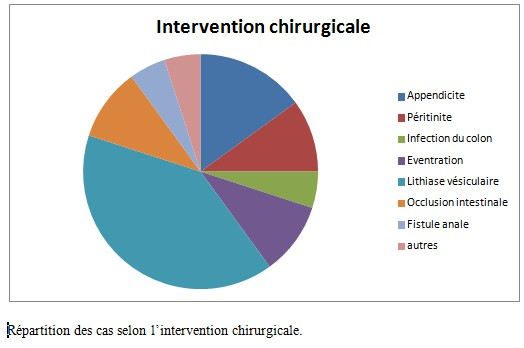 Intervention chirurgicale
Appendicite
Péritinite
Infection du colon
Eventration
Lithiase vésiculaire
Occlusion intestinale
Fistule anale
autres
Répartition des cas selon l'intervention chirurgicale.